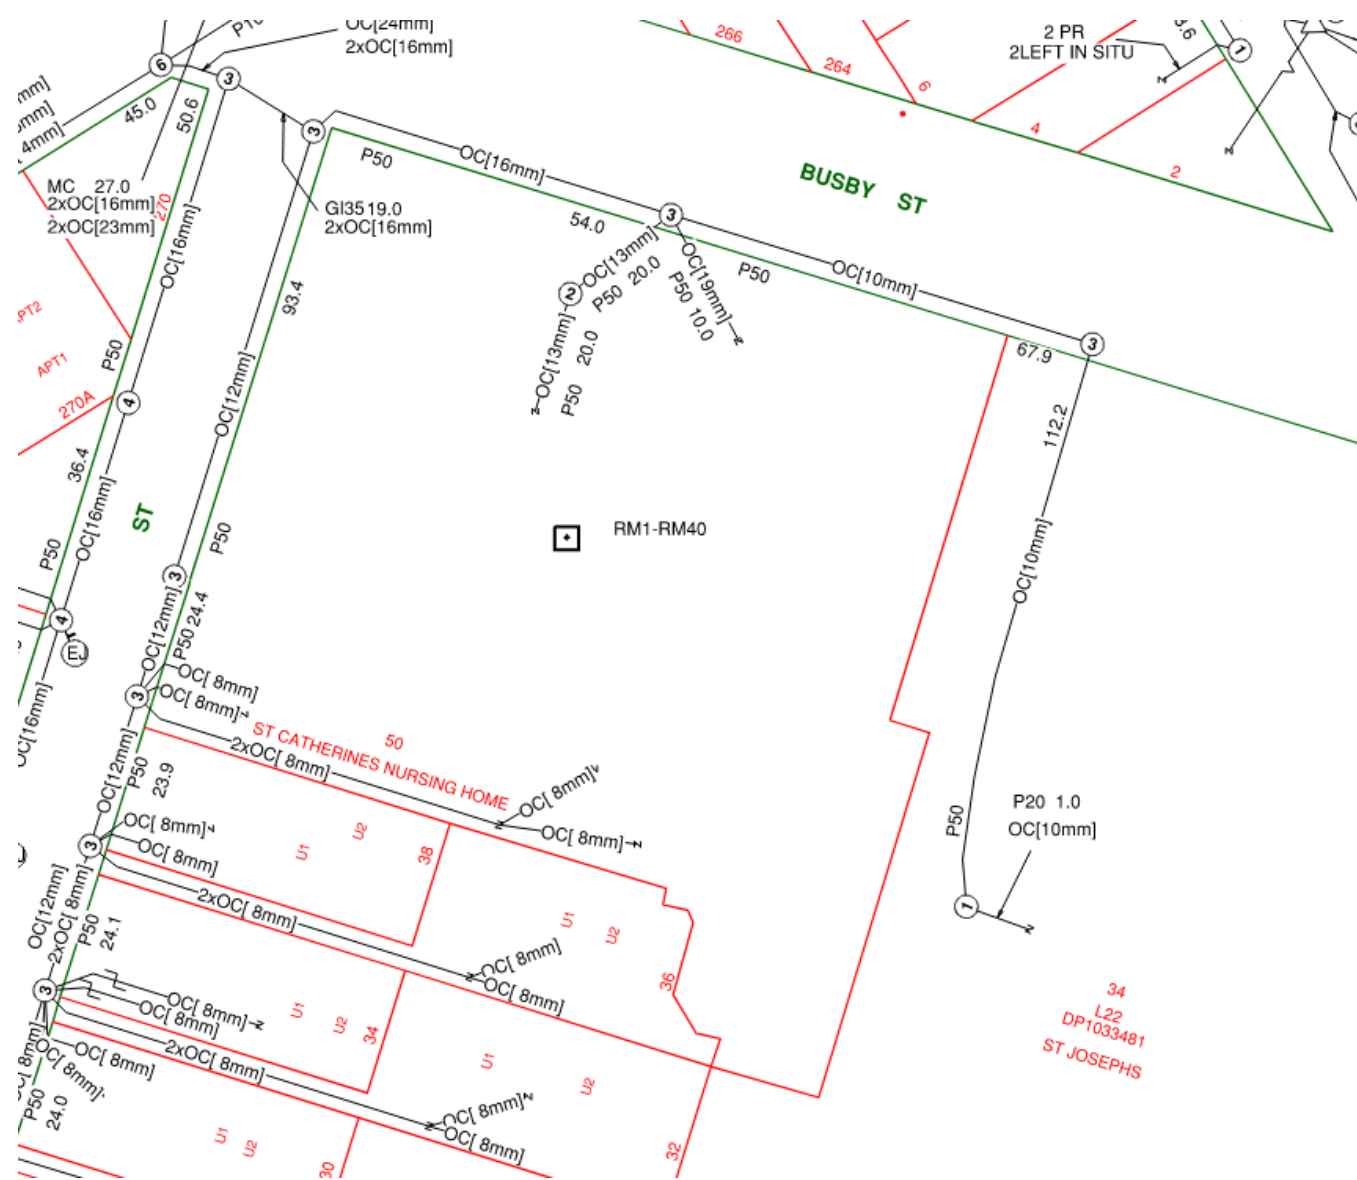 OC[24mm]
2xOC[16mm]
6
3
mm]
mm]
4mm]
45.0
50.6
3
P50
OC[16mm]
266
264
6
4
2
2 PR
2LEFT IN SITU
1
BUSBY ST
MC 27.0
2xOC[16mm]
2xOC[23mm]
270
GI35 19.0
2xOC[16mm]
OC[16mm]
54.0
3
P50
OC[10mm]
67.9
3
OC[13mm]
P50 20.0
2
OC[13mm]
P50 20.0
OC[19mm]
P50 10.0
93.4
OC[12mm]
P50
APT1
270A
4
36.4
OC[16mm]
P50
ST
P50
4
EJ
OC[16mm]
3
24.4
P50
OC[12mm]
RM1-RM40
112.2
OC[10mm]
P50
P20 1.0
OC[10mm]
1
3
OC[ 8mm]
OC[ 8mm]
50
ST CATHERINES NURSING HOME
2xOC[ 8mm]
OC[ 8mm]
OC[ 8mm]
OC[12mm]
P50
23.9
3
OC[ 8mm]
OC[ 8mm]
U1
U2
38
2xOC[ 8mm]
U1
U2
36
OC[ 8mm]
OC[ 8mm]
OC[12mm]
2xOC[ 8mm]
P50
24.1
3
OC[ 8mm]
OC[ 8mm]
U1
U2
34
2xOC[ 8mm]
U1
U2
32
OC[ 8mm]
OC[ 8mm]
OC[ 8mm]
OC[ 8mm]
OC[ 8mm]
P50
24.0
U1
U2
30
34
L22
DP1033481
ST JOSEPHS